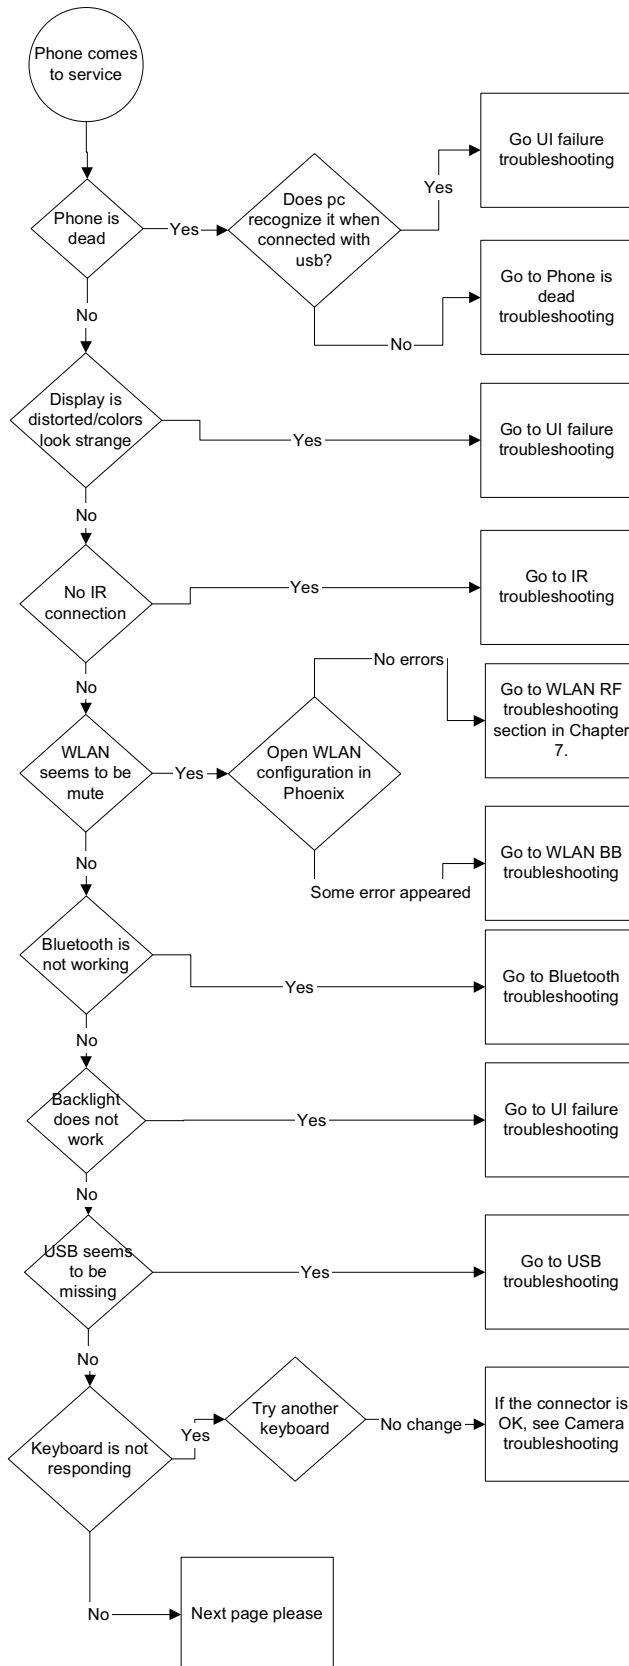 Phone comes
to service
Go UI failure
troubleshooting
Does pc
recognize it when
connected with
usb?
Yes
Phone is
dead
Yes
Go to Phone is
dead
troubleshooting
No
No
Display is
distorted/colors
look strange
Yes
Go to UI failure
troubleshooting
No
No IR
connection
Yes
Go to IR
troubleshooting
No
No errors
Go to WLAN RF
troubleshooting
section in Chapter
7.
WLAN
seems to be
mute
Yes
Open WLAN
configuration in
Phoenix
No
Some error appeared
Go to WLAN BB
troubleshooting
Bluetooth is
not working
Yes
Go to Bluetooth
troubleshooting
No
Backlight
does not
work
Yes
Go to UI failure
troubleshooting
No
USB seems
to be
missing
Yes
Go to USB
troubleshooting
No
Keyboard is not
responding
Yes
Try another
keyboard
No change
If the connector is
OK, see Camera
troubleshooting
No
Next page please